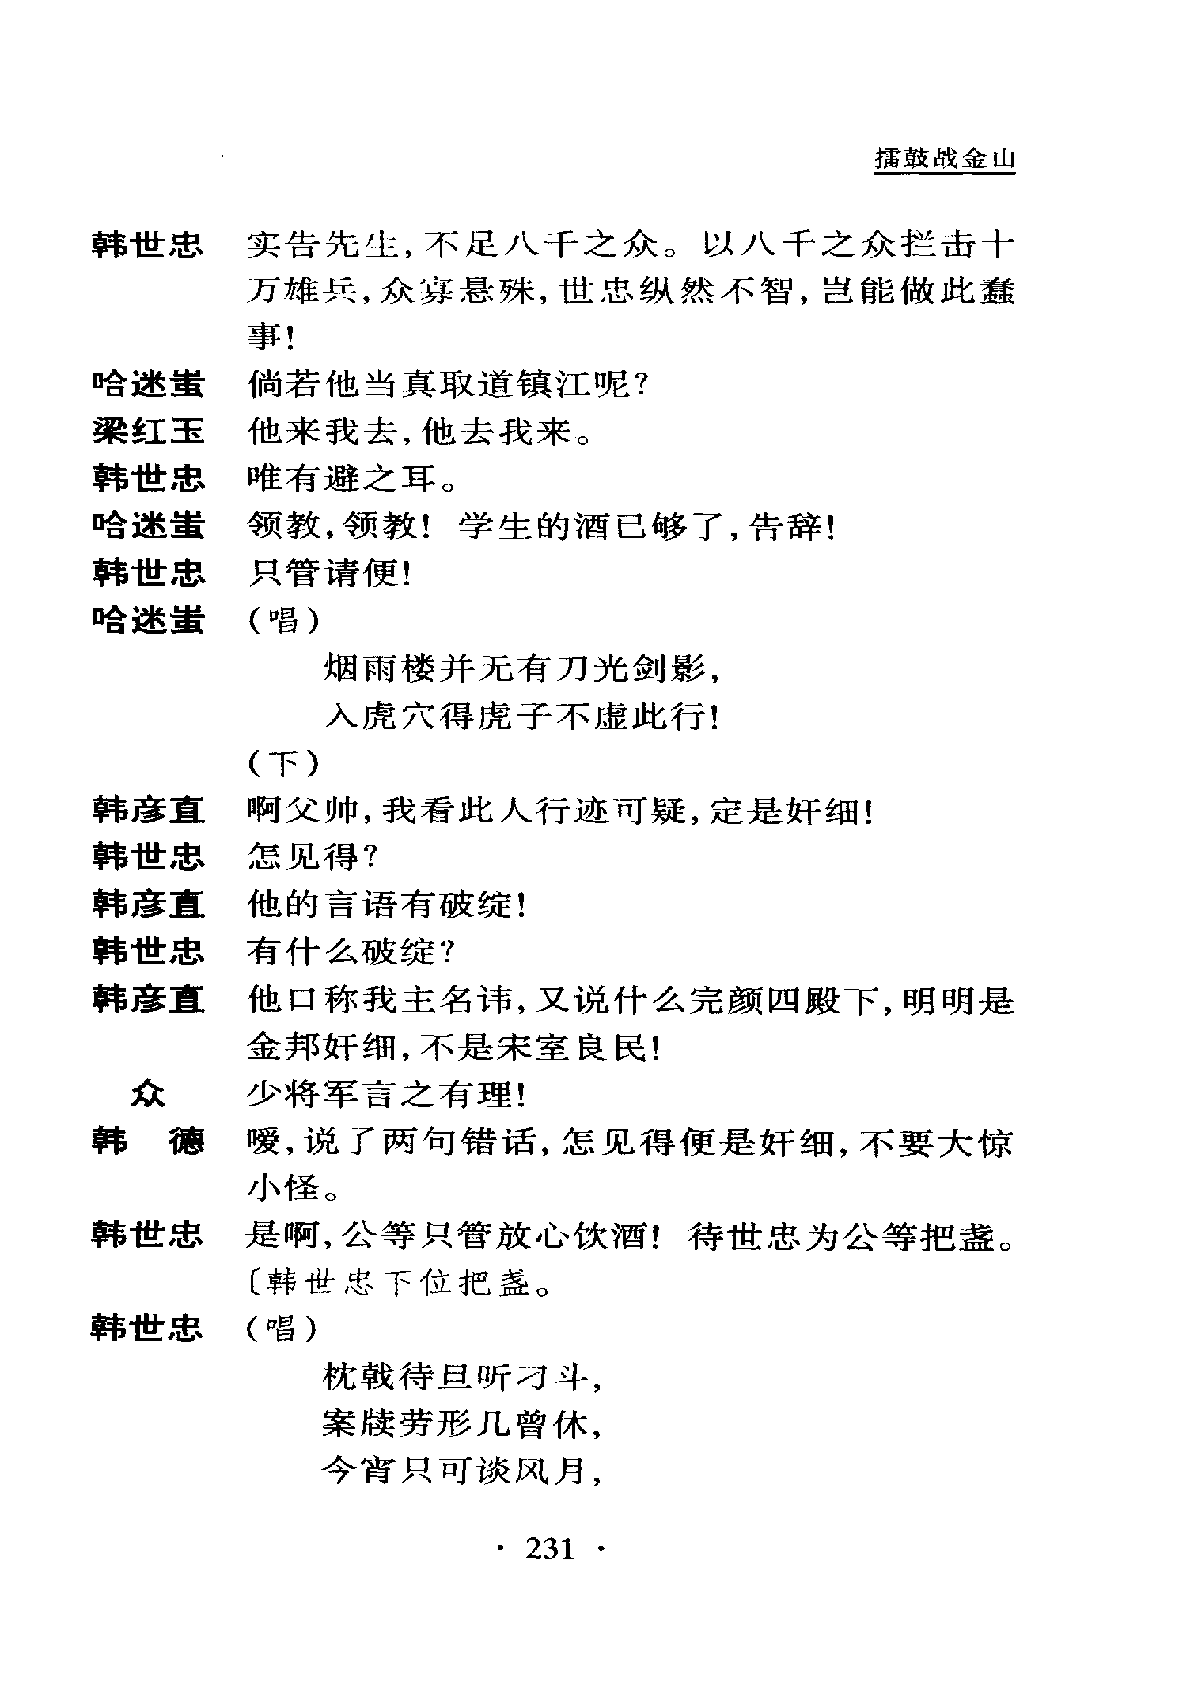 擂鼓战金山
韩世忠 实告先生,不足八千之众。以八千之众拦击十
万雄兵,众寡悬殊,世忠纵然不智,岂能做此蠢
事!
哈迷蚩 倘若他当真取道镇江呢?
梁红玉 他来我去,他去我来。
韩世忠 唯有避之耳。
哈迷蚩 领教,领教! 学生的酒已够了,告辞!
韩世忠 只管请便!
哈迷蚩 (唱)
烟雨楼并无有刀光剑影,
入虎穴得虎子不虚此行!
(下)
韩彦直 啊父帅,我看此人行迹可疑,定是奸细!
韩世忠 怎见得?
韩彦直 他的言语有破绽!
韩世忠 有什么破绽?
韩彦直 他口称我主名讳,又说什么完颜四殿下,明明是
金邦奸细,不是宋室良民!
众 少将军言之有理!
韩 德 嗳,说了两句错话,怎见得便是奸细,不要大惊
小怪。
韩世忠 是啊,公等只管放心饮酒! 待世忠为公等把盏。
〔韩世忠下位把盏。
韩世忠 (唱)
枕戟待旦听刁斗,
案牍劳形几曾休,
今宵只可谈风月,
· 231 ·